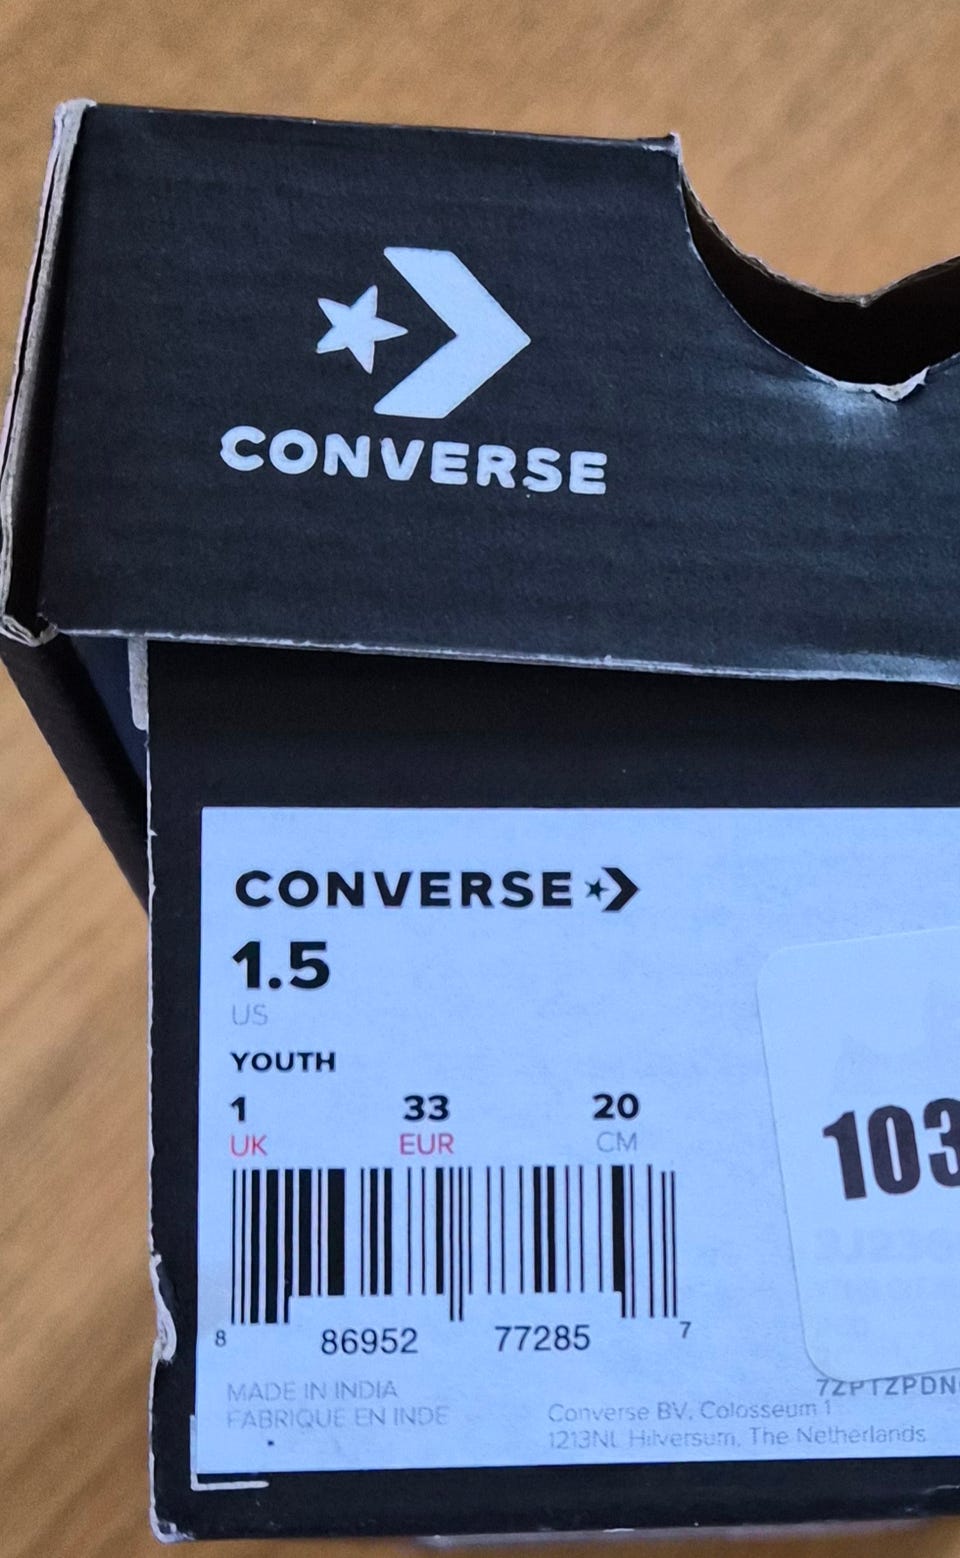 CONVERSE
CONVERSE
1.5
US
YOUTH
1 33 20
UK EUR CM
103
8 86952 77285 7
MADE IN INDIA
FABRIQUE EN INDE
Converse BV, Colosseum 1
1213NL Hilversum, The Netherlands